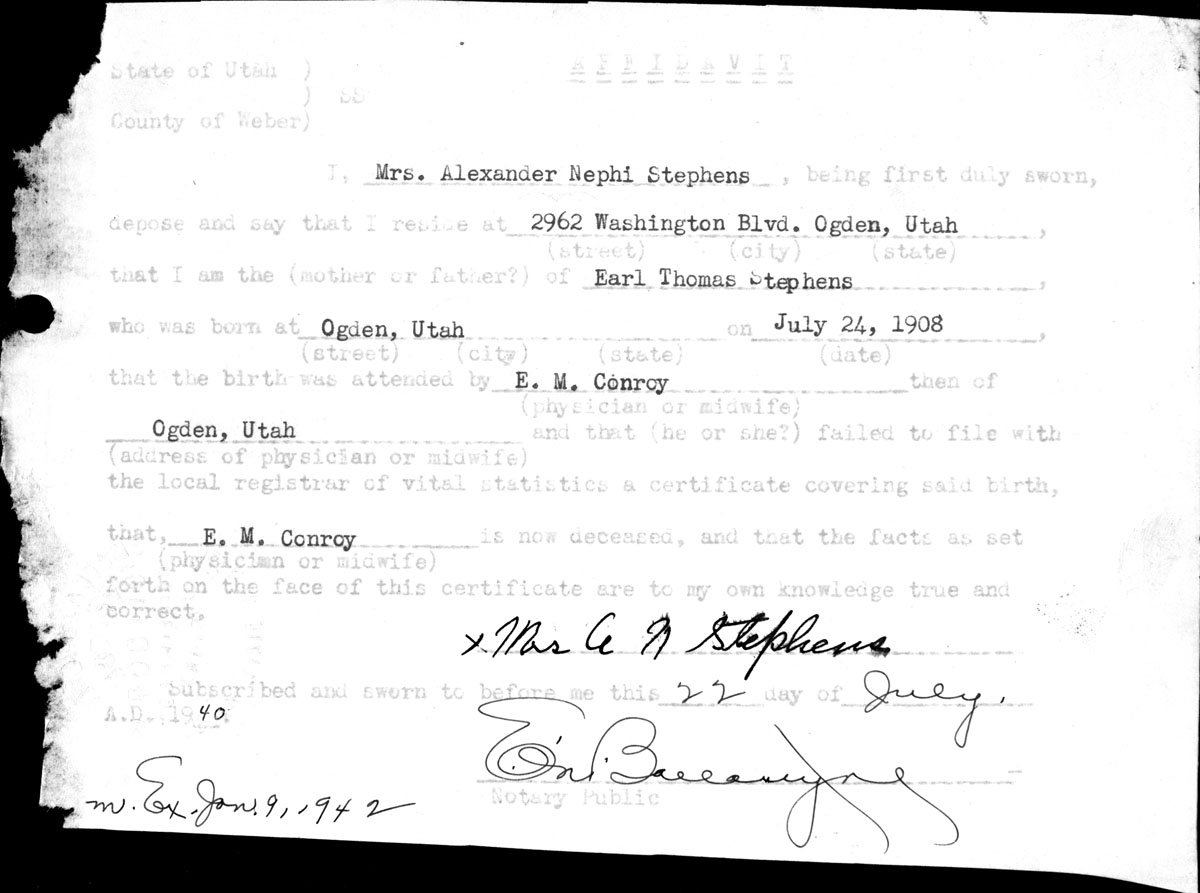 State of Utah ) AFFIDAVIT
) SS
County of Weber)
I, Mrs. Alexander Nephi Stephens, being first duly sworn,
depose and say that I reside at 2962 Washington Blvd. Ogden, Utah,
(street) (city) (state)
that I am the (mother or father?) of Earl Thomas Stephens,
who was born at Ogden, Utah on July 24, 1908,
(street) (city) (state) (date)
that the birth was attended by E. M. Conroy then of
(physician or midwife)
Ogden, Utah and that (he or she?) failed to file with
(address of physician or midwife)
the local registrar of vital statistics a certificate covering said birth,
that, E. M. Conroy is now deceased, and that the facts as set
(physician or midwife)
forth on the face of this certificate are to my own knowledge true and
correct.
x Mrs A N Stephens
Subscribed and sworn to before me this 22 day of July.
A.D. 1940.
Notary Public
m. Ex. Jan. 9, 1942